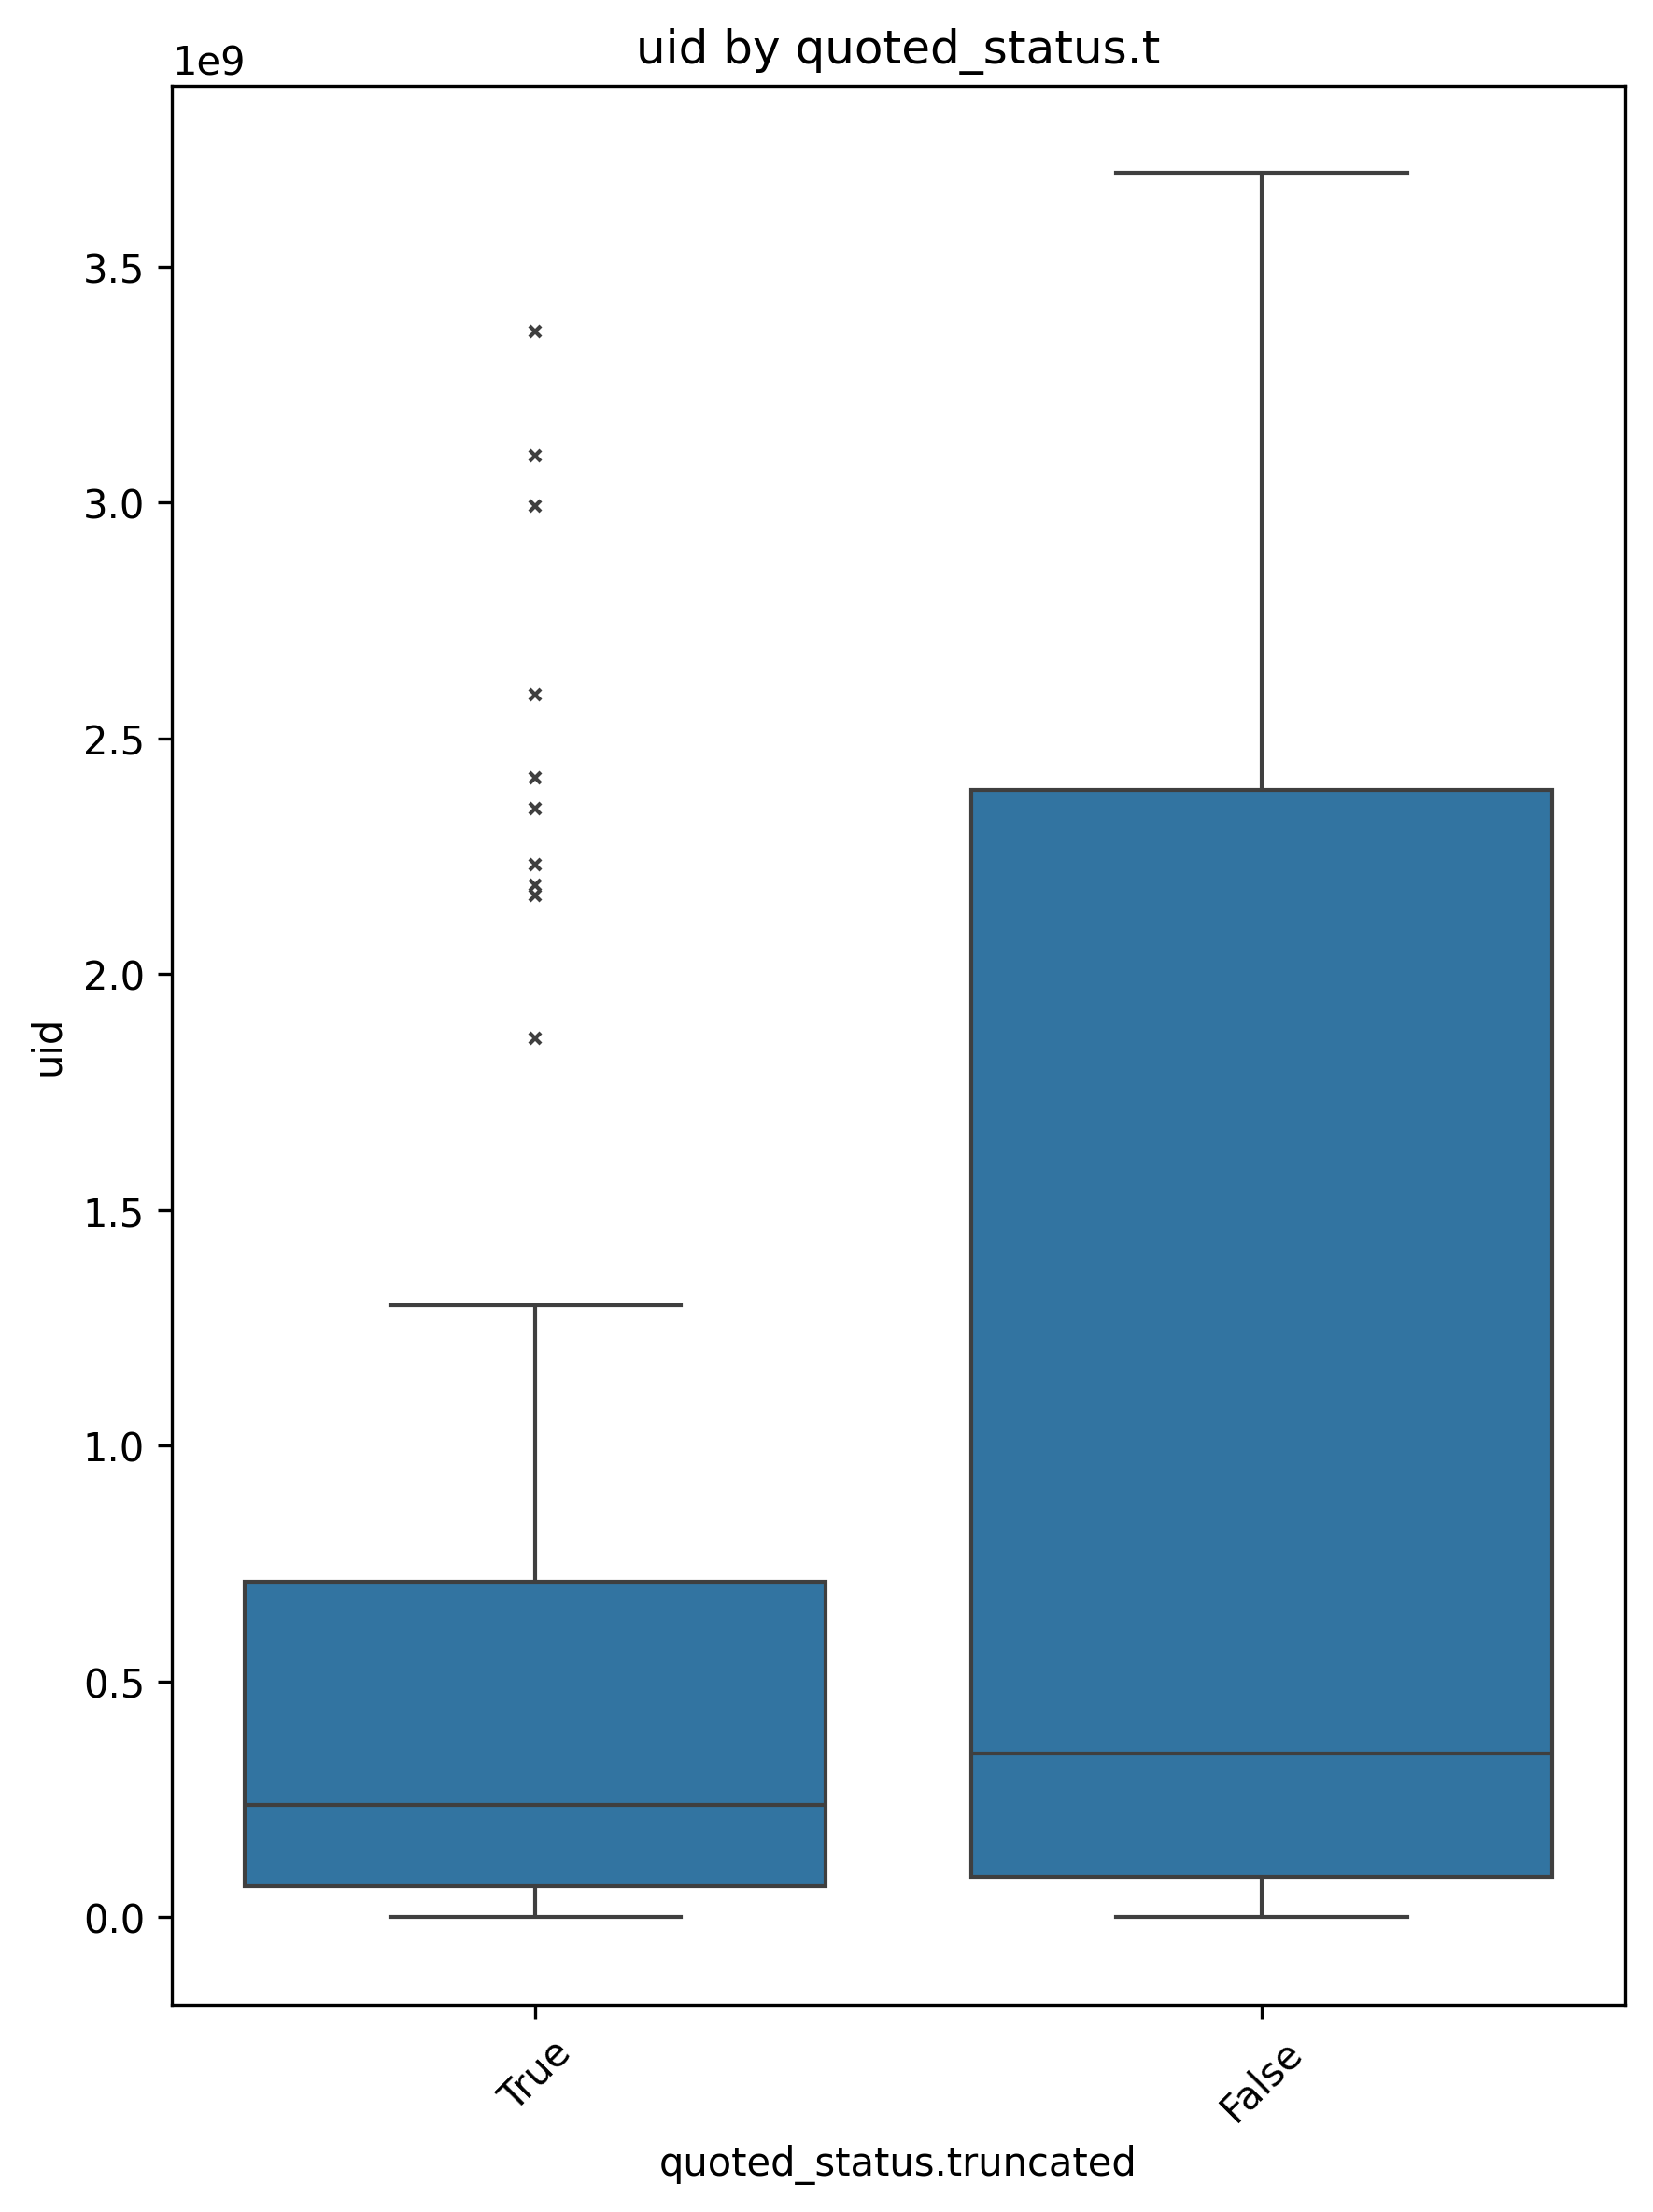 uid by quoted_status.t
1e9
3.5
3.0
2.5
2.0
1.5
1.0
0.5
0.0
uid
True
False
quoted_status.truncated